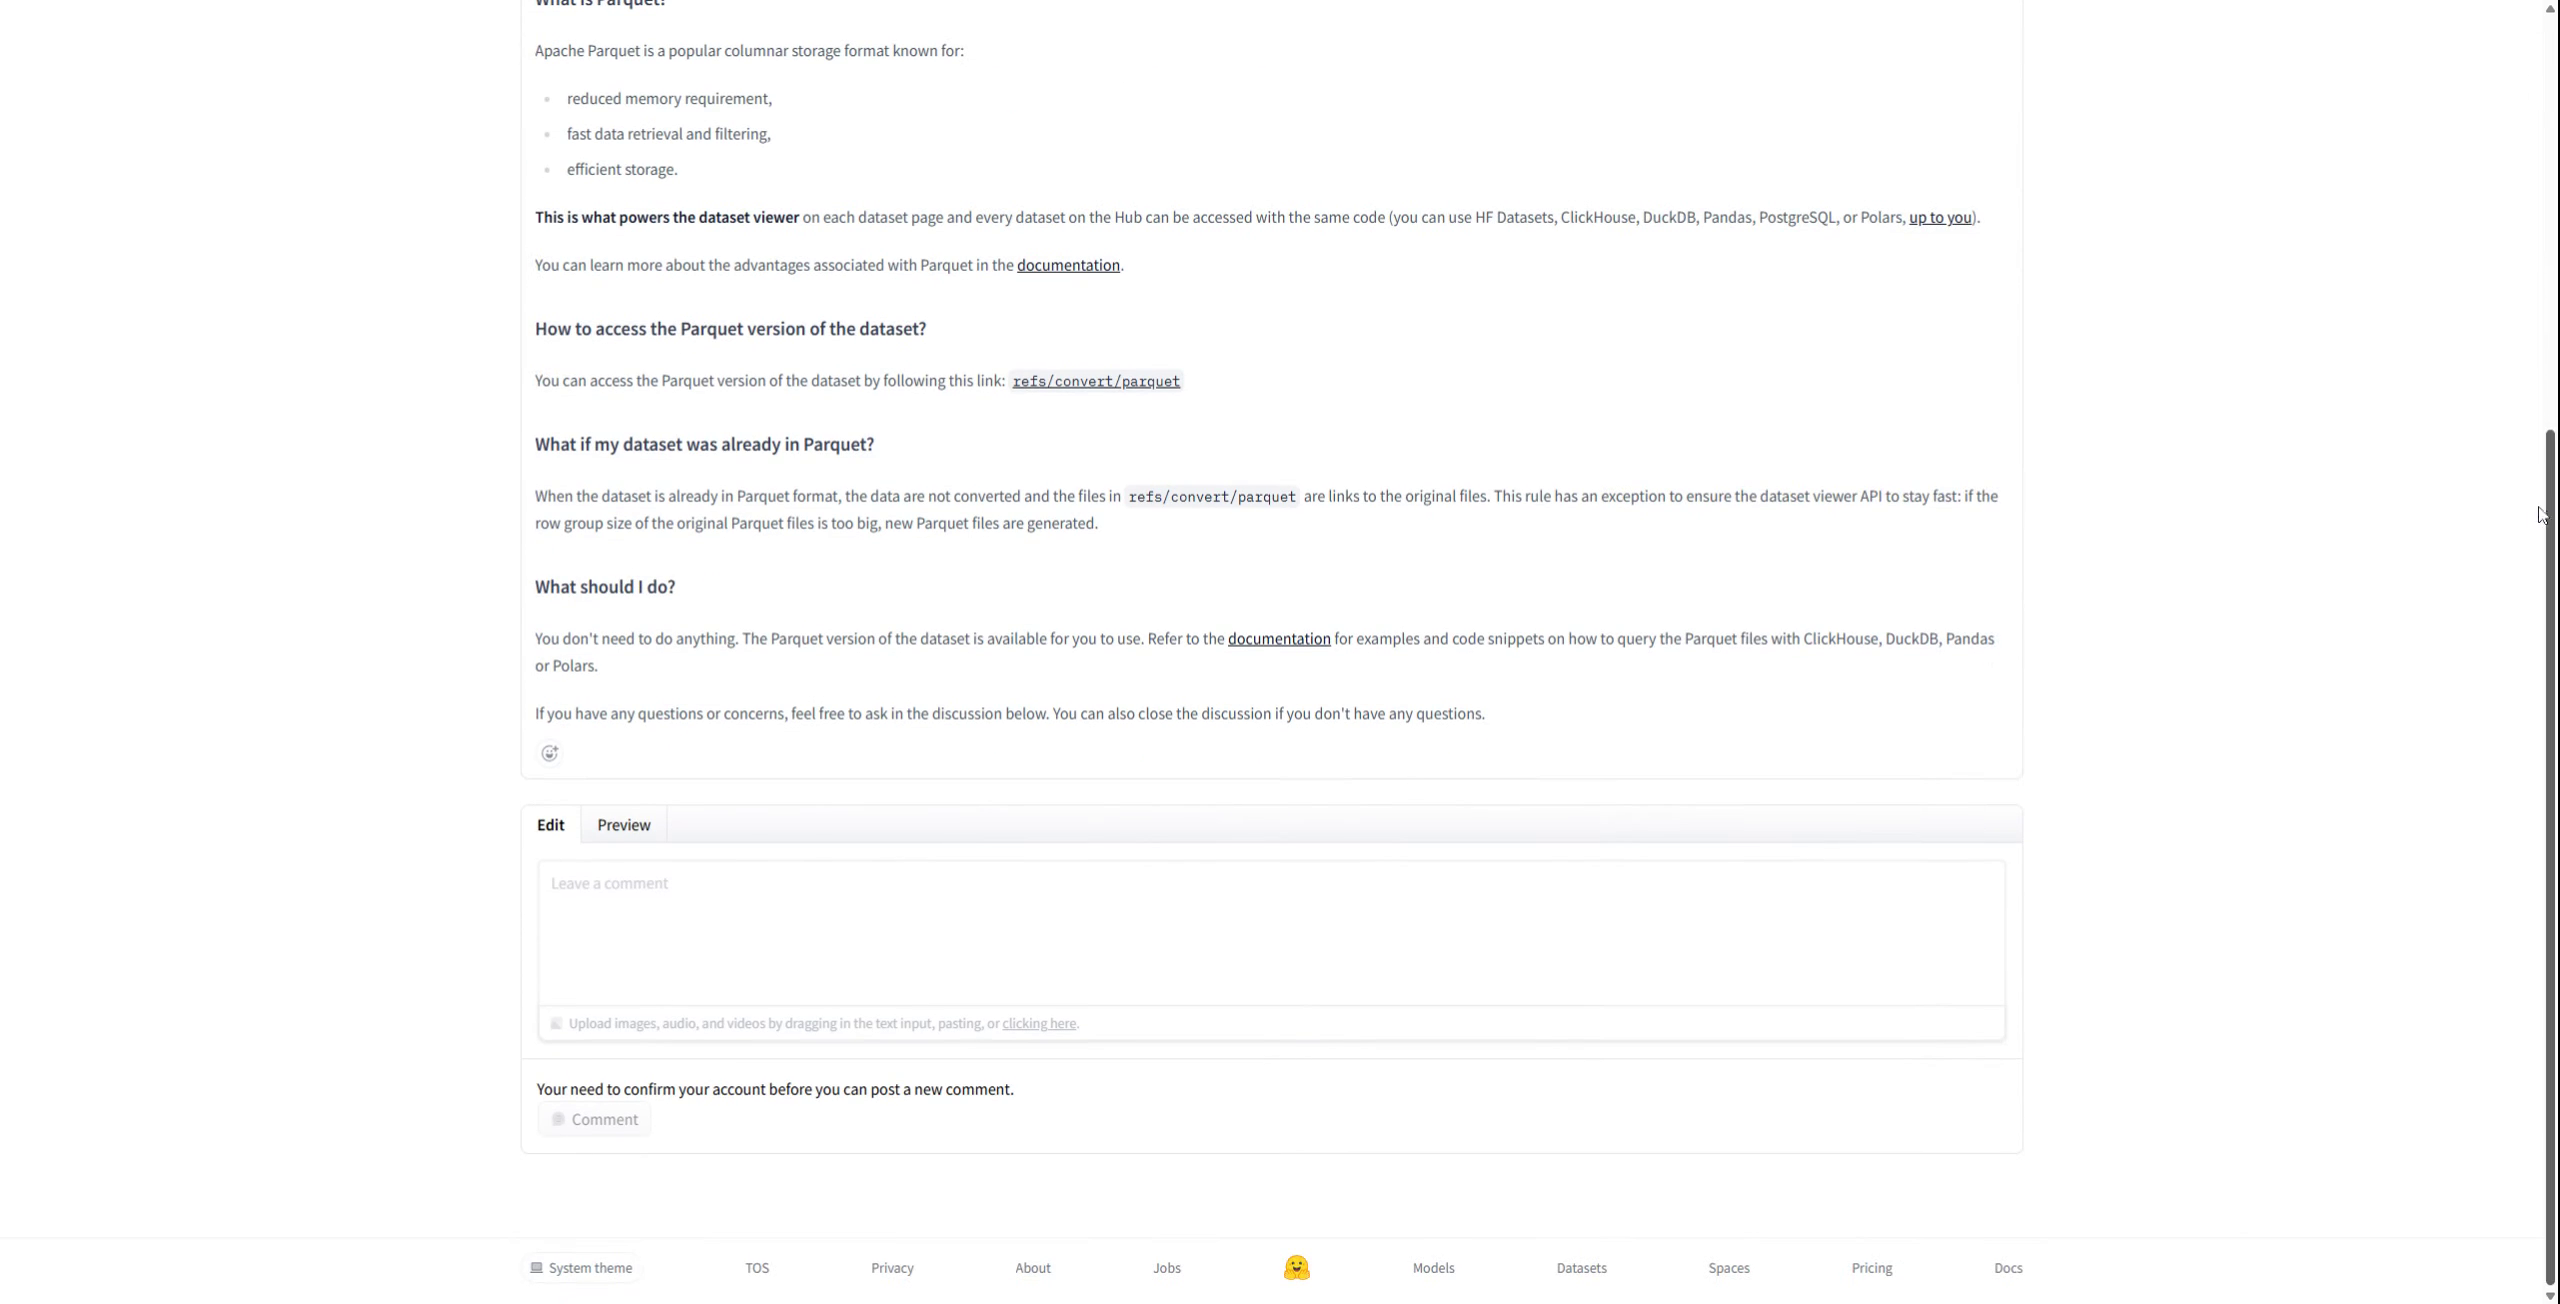 What is Parquet?
Apache Parquet is a popular columnar storage format known for:
reduced memory requirement,
fast data retrieval and filtering,
efficient storage.
This is what powers the dataset viewer on each dataset page and every dataset on the Hub can be accessed with the same code (you can use HF Datasets, ClickHouse, DuckDB, Pandas, PostgreSQL, or Polars, up to you).
You can learn more about the advantages associated with Parquet in the documentation.
How to access the Parquet version of the dataset?
You can access the Parquet version of the dataset by following this link: refs/convert/parquet
What if my dataset was already in Parquet?
When the dataset is already in Parquet format, the data are not converted and the files in refs/convert/parquet are links to the original files. This rule has an exception to ensure the dataset viewer API to stay fast: if the
row group size of the original Parquet files is too big, new Parquet files are generated.
What should I do?
You don't need to do anything. The Parquet version of the dataset is available for you to use. Refer to the documentation for examples and code snippets on how to query the Parquet files with ClickHouse, DuckDB, Pandas
or Polars.
If you have any questions or concerns, feel free to ask in the discussion below. You can also close the discussion if you don't have any questions.
Edit Preview
Leave a comment
Upload images, audio, and videos by dragging in the text input, pasting, or clicking here.
Your need to confirm your account before you can post a new comment.
Comment
System theme TOS Privacy About Jobs Models Datasets Spaces Pricing Docs